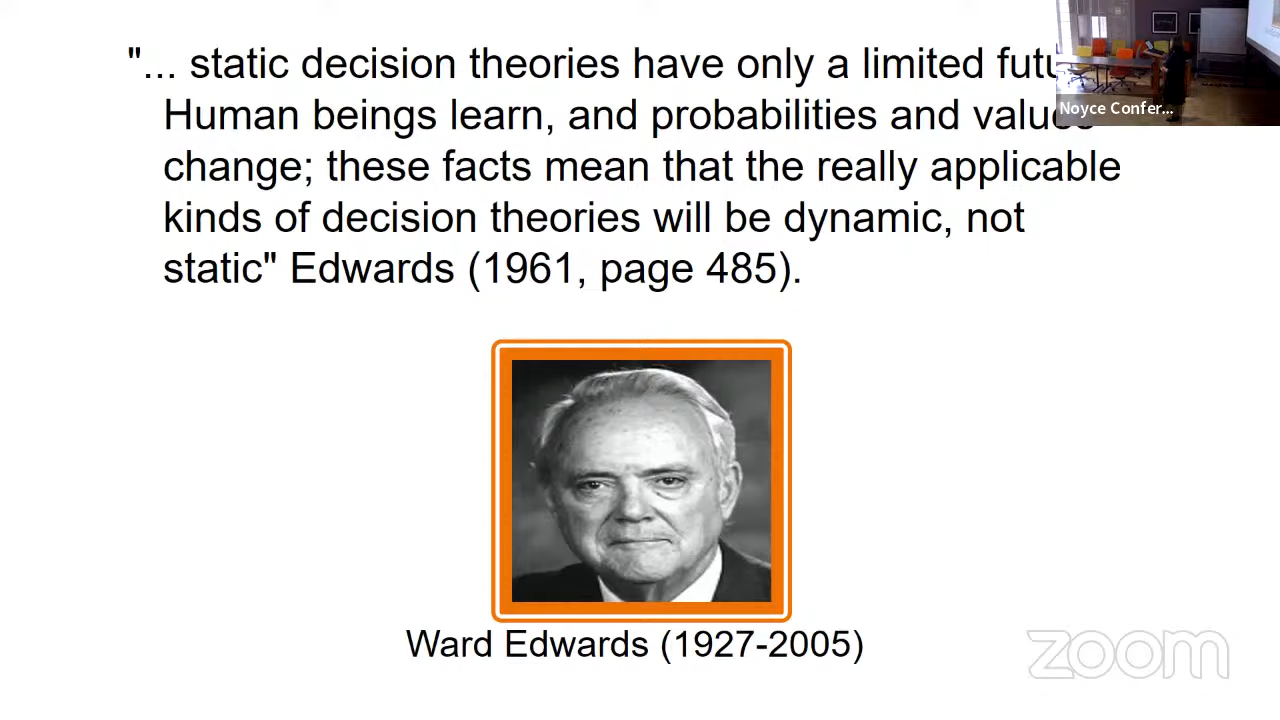 "... static decision theories have only a limited
Human beings learn, and probabilities and values
change; these facts mean that the really applicable
kinds of decision theories will be dynamic, not
static" Edwards (1961, page 485).
Noyce Confer...
Ward Edwards (1927-2005)
zoom